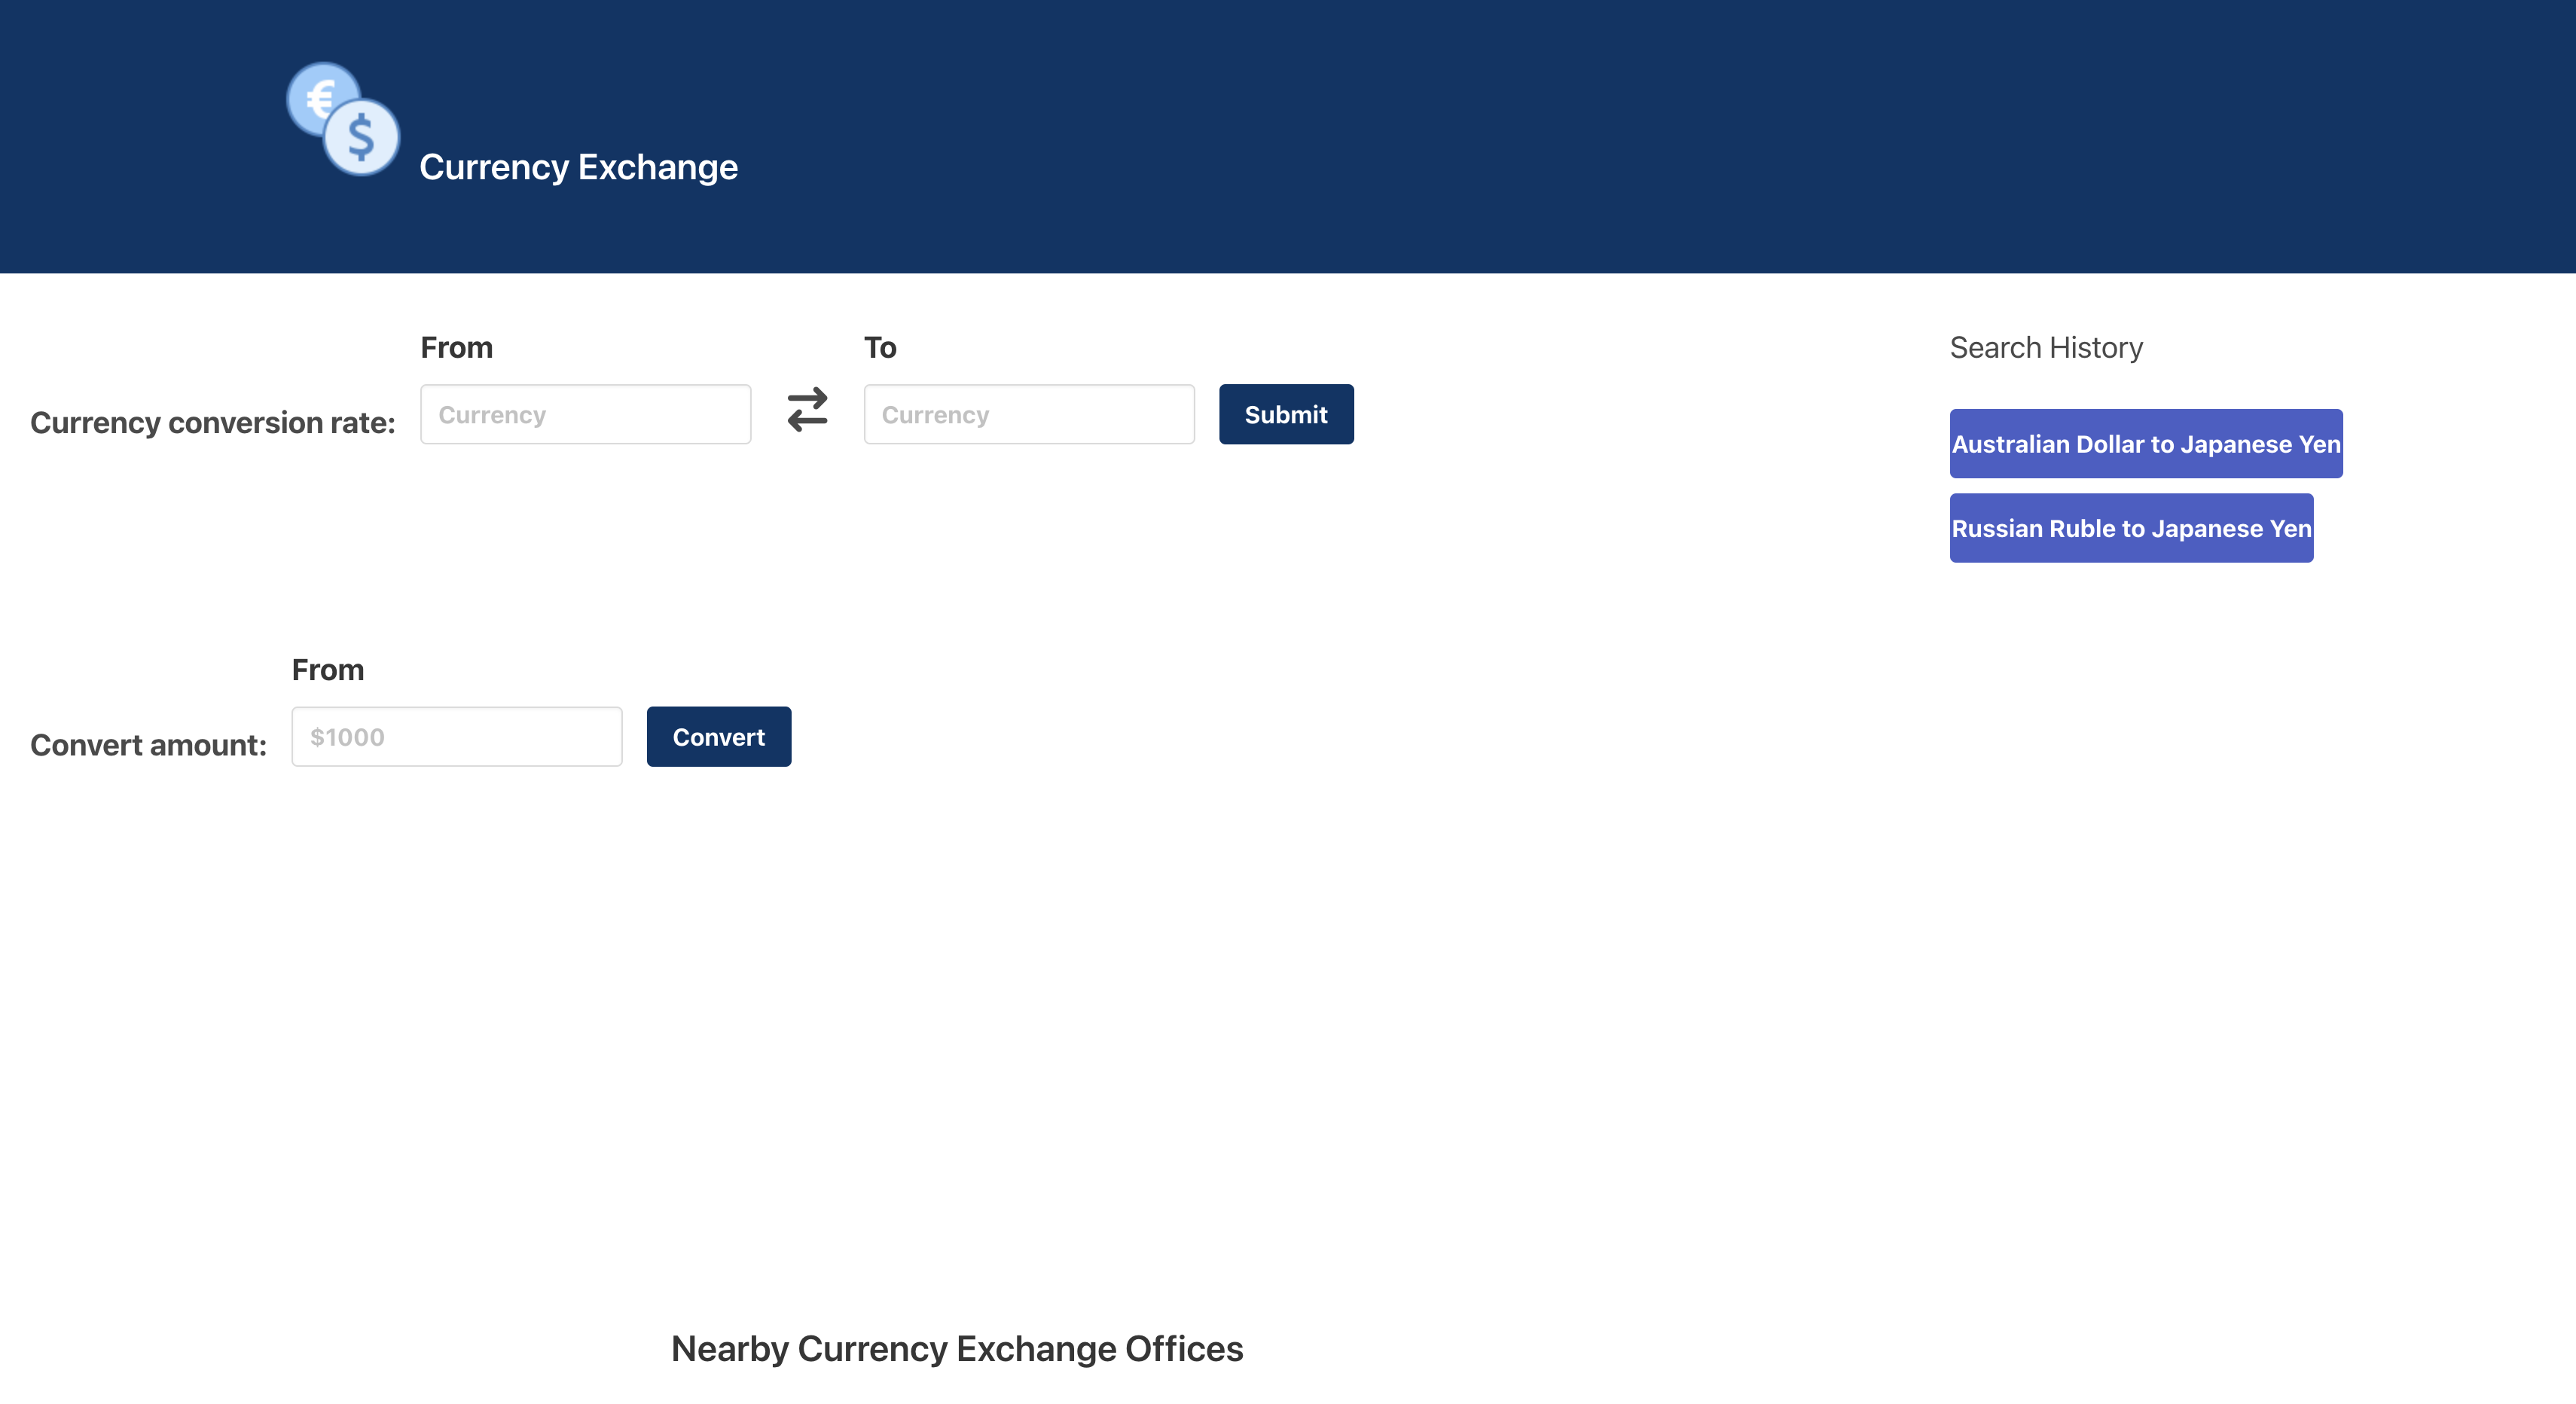 €
$
Currency Exchange
From
To
Currency conversion rate:
Currency
Currency
Submit
Search History
Australian Dollar to Japanese Yen
Russian Ruble to Japanese Yen
From
Convert amount:
$1000
Convert
Nearby Currency Exchange Offices